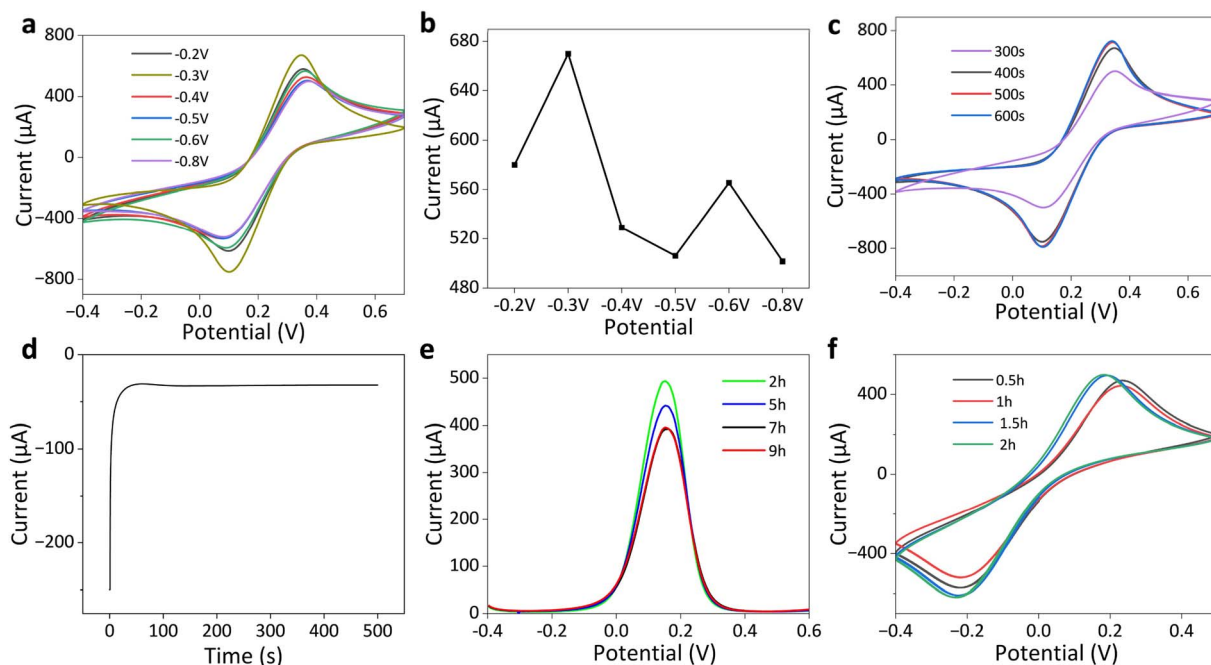 a
800
400
0
−400
−800
Current (μA)
-0.2V
-0.3V
-0.4V
-0.5V
-0.6V
-0.8V
−0.4 −0.2 0.0 0.2 0.4 0.6
Potential (V)
b
680
640
600
560
520
480
Current (μA)
-0.2V -0.3V -0.4V -0.5V -0.6V -0.8V
Potential
c
800
400
0
−400
−800
Current (μA)
300s
400s
500s
600s
−0.4 −0.2 0.0 0.2 0.4 0.6
Potential (V)
d
0
−100
−200
Current (μA)
0 100 200 300 400 500
Time (s)
e
500
400
300
200
100
0
Current (μA)
2h
5h
7h
9h
−0.4 −0.2 0.0 0.2 0.4 0.6
Potential (V)
f
400
0
−400
Current (μA)
0.5h
1h
1.5h
2h
−0.4 −0.2 0.0 0.2 0.4
Potential (V)